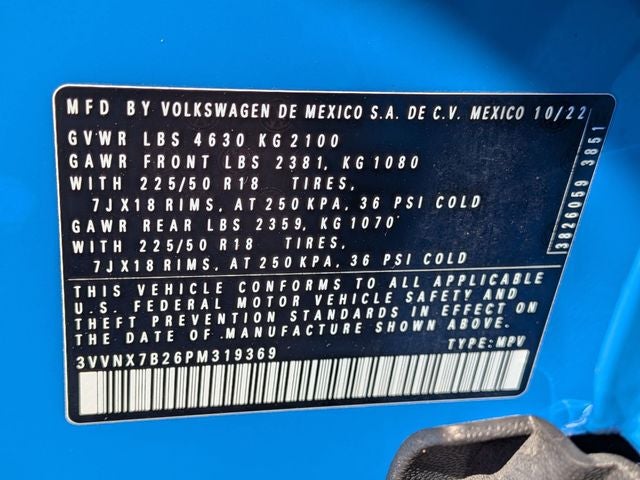 MFD BY VOLKSWAGEN DE MEXICO S.A. DE C.V. MEXICO 10/22
GVWR LBS 4630 KG 2100
GAWR FRONT LBS 2381, KG 1080
WITH 225/50 R18 TIRES,
7JX18 RIMS, AT 250 KPA, 36 PSI COLD
GAWR REAR LBS 2359, KG 1070
WITH 225/50 R18 TIRES,
7JX18 RIMS, AT 250 KPA, 36 PSI COLD
3826059 3851
THIS VEHICLE CONFORMS TO ALL APPLICABLE
U.S. FEDERAL MOTOR VEHICLE SAFETY AND
THEFT PREVENTION STANDARDS IN EFFECT ON
THE DATE OF MANUFACTURE SHOWN ABOVE.
3VVNX7B26PM319369 TYPE: MPV